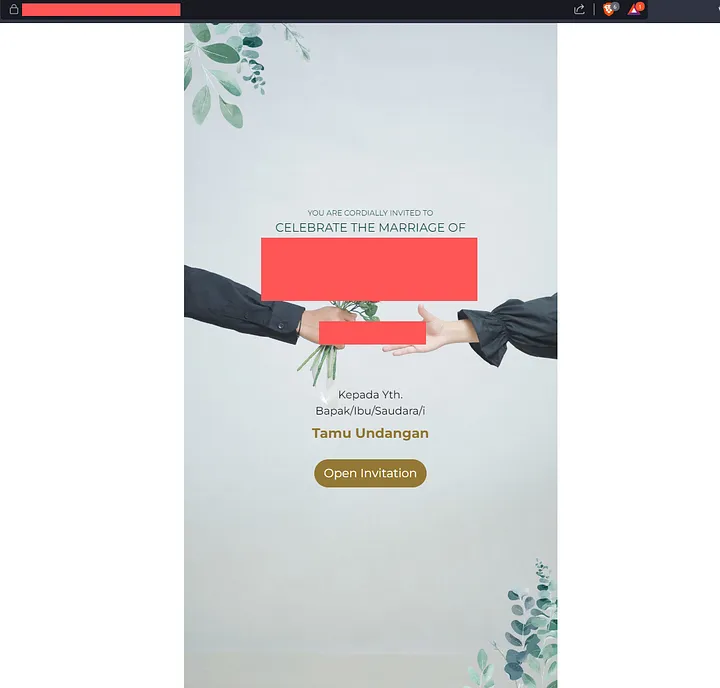 YOU ARE CORDIALLY INVITED TO
CELEBRATE THE MARRIAGE OF
Kepada Yth.
Bapak/Ibu/Saudara/i
Tamu Undangan
Open Invitation